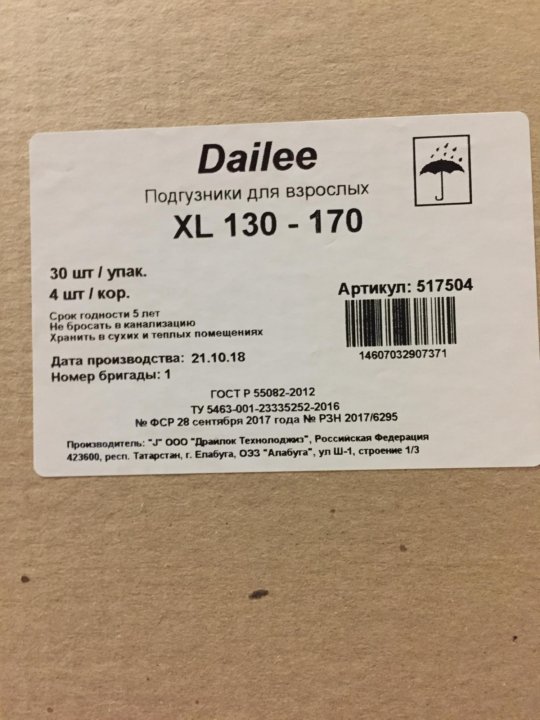 Dailee
Подгузники для взрослых
XL 130 - 170
30 шт / упак.
4 шт / кор.
Артикул: 517504
Срок годности 5 лет
Не бросать в канализацию
Хранить в сухих и теплых помещениях
14607032907371
Дата производства: 21.10.18
Номер бригады: 1
ГОСТ Р 55082-2012
ТУ 5463-001-23335252-2016
№ ФСР 28 сентября 2017 года № РЗН 2017/6295
Производитель: "J" ООО "Драйлок Технолоджиз", Российская Федерация
423600, респ. Татарстан, г. Елабуга, ОЭЗ "Алабуга", ул Ш-1, строение 1/3